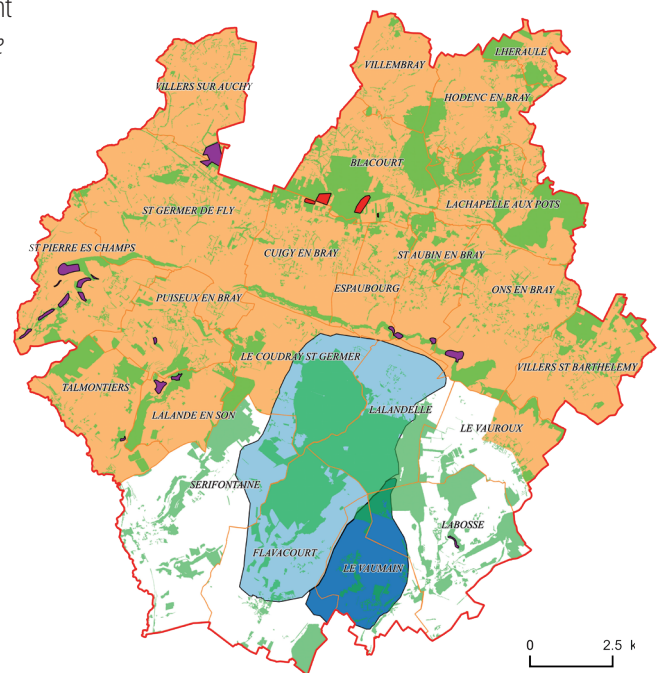 nt
e
LHERAULE
VILLEMBRAY
VILLERS SUR AUCHY
HODENC EN BRAY
BLACOURT
LACHAPELLE AUX POTS
ST GERMER DE FLY
ST PIERRE ES CHAMPS
CUIGY EN BRAY
ST AUBIN EN BRAY
ESPAUBOURG
ONS EN BRAY
PUISEUX EN BRAY
LE COUDRAY ST GERMER
VILLERS ST BARTHELEMY
TALMONTIERS
LALANDE EN SON
LALANDELLE
LE VAUROUX
SERIFONTAINE
LABOSSE
FLAVACOURT
LE VAUMAIN
0 2.5 k